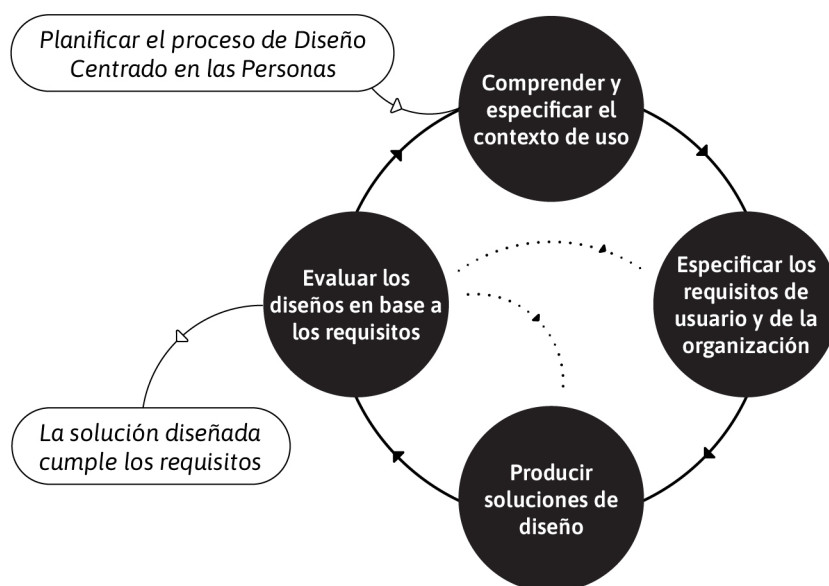 Planificar el proceso de Diseño
Centrado en las Personas
Comprender y
especificar el
contexto de uso
Especificar los
requisitos de
usuario y de la
organización
Producir
soluciones de
diseño
Evaluar los
diseños en base a
los requisitos
La solución diseñada
cumple los requisitos